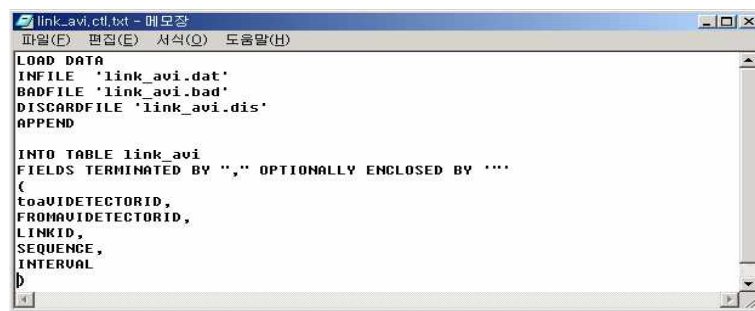 link_avi,ctl,txt - 메모장
파일(F) 편집(E) 서식(O) 도움말(H)
LOAD DATA
INFILE 'link_avi.dat'
BADFILE 'link_avi.bad'
DISCARDFILE 'link_avi.dis'
APPEND
INTO TABLE link_avi
FIELDS TERMINATED BY "," OPTIONALLY ENCLOSED BY '"'
(
toaVIDETECTORID,
FROMAVIDETECTORID,
LINKID,
SEQUENCE,
INTERVAL
)